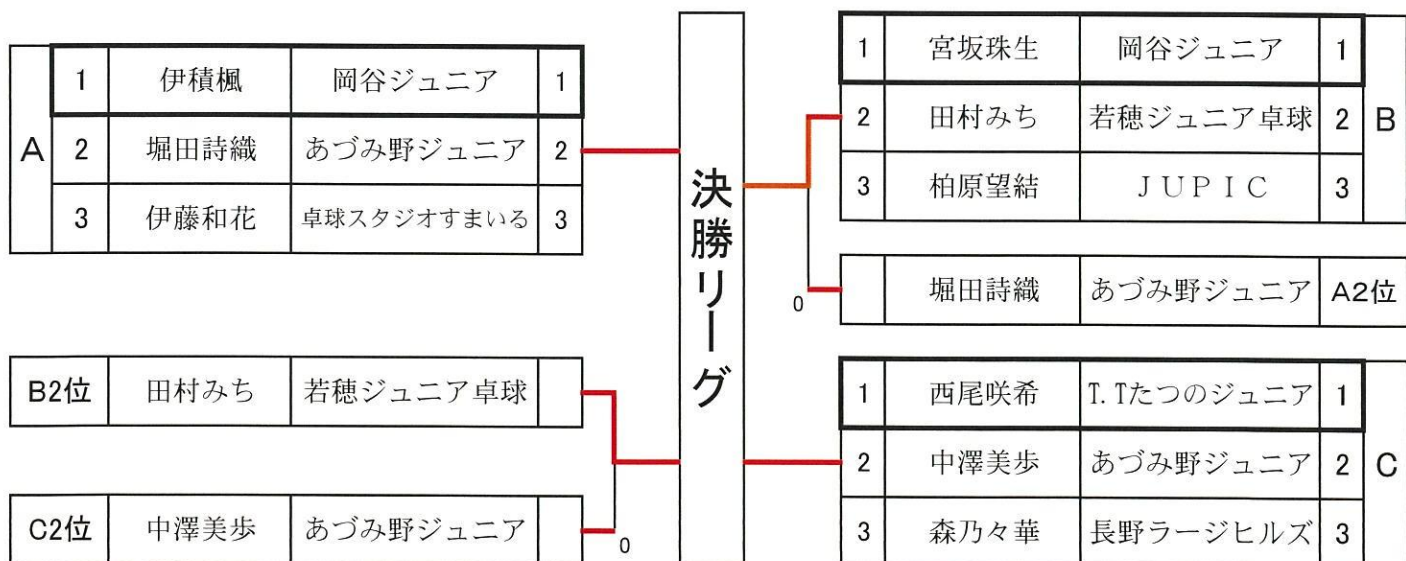 A
1 伊積楓 岡谷ジュニア 1
2 堀田詩織 あづみ野ジュニア 2
3 伊藤和花 卓球スタジオすまいる 3
B2位 田村みち 若穂ジュニア卓球
C2位 中澤美歩 あづみ野ジュニア
0
決勝リーグ
1 宮坂珠生 岡谷ジュニア 1
2 田村みち 若穂ジュニア卓球 2
3 柏原望結 JUPIC 3
B
0
堀田詩織 あづみ野ジュニア A2位
1 西尾咲希 T.Tたつのジュニア 1
2 中澤美歩 あづみ野ジュニア 2
3 森乃々華 長野ラージヒルズ 3
C